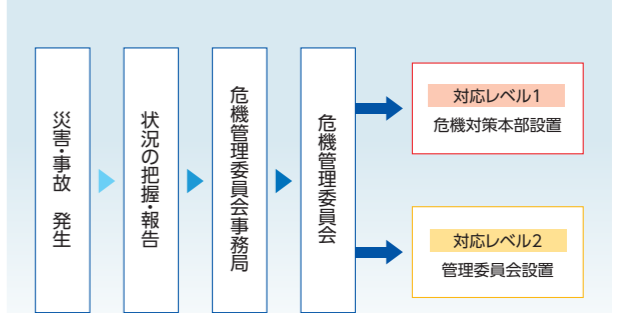 災害・事故 発生
状況の把握・報告
危機管理委員会事務局
危機管理委員会
対応レベル1
危機対策本部設置
対応レベル2
管理委員会設置